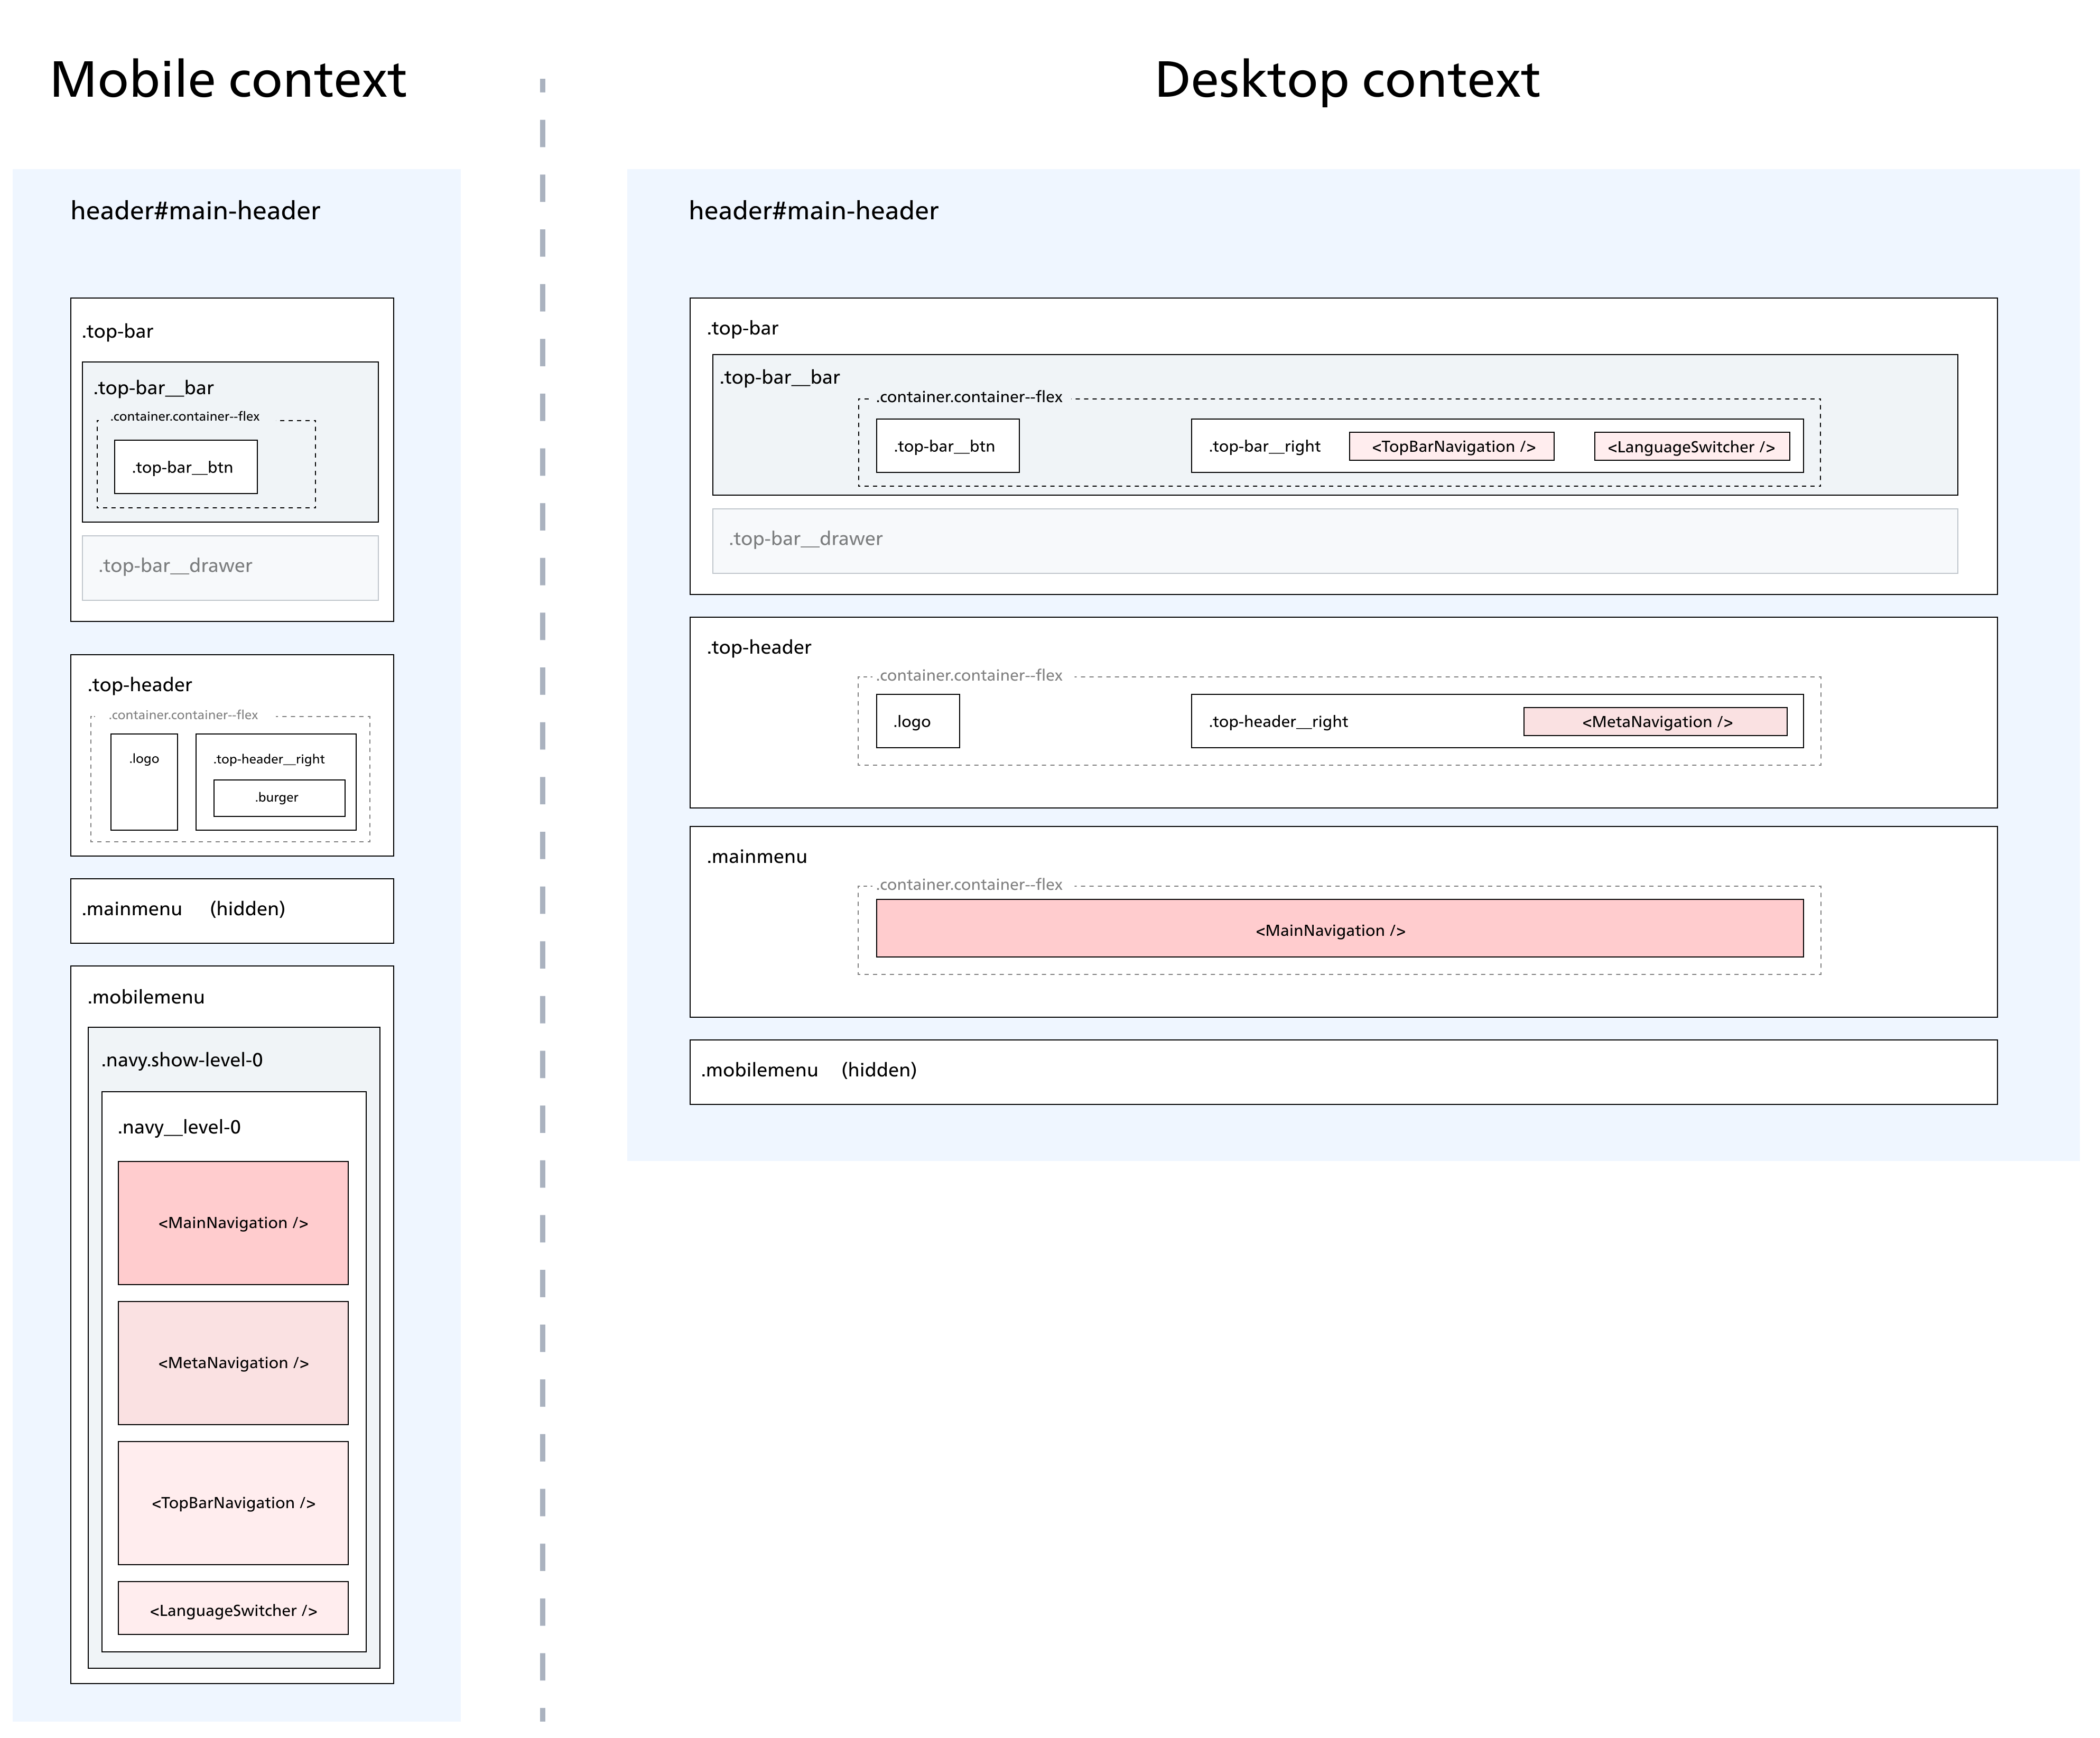 Mobile context
header#main-header
.top-bar
.top-bar__bar
.container.container--flex
.top-bar__btn
.top-bar__drawer
.top-header
.container.container--flex
.logo
.top-header__right
.burger
.mainmenu (hidden)
.mobilemenu
.navy.show-level-0
.navy__level-0
<MainNavigation />
<MetaNavigation />
<TopBarNavigation />
<LanguageSwitcher />
Desktop context
header#main-header
.top-bar
.top-bar__bar
.container.container--flex
.top-bar__btn
.top-bar__right
<TopBarNavigation />
<LanguageSwitcher />
.top-bar__drawer
.top-header
.container.container--flex
.logo
.top-header__right
<MetaNavigation />
.mainmenu
.container.container--flex
<MainNavigation />
.mobilemenu (hidden)